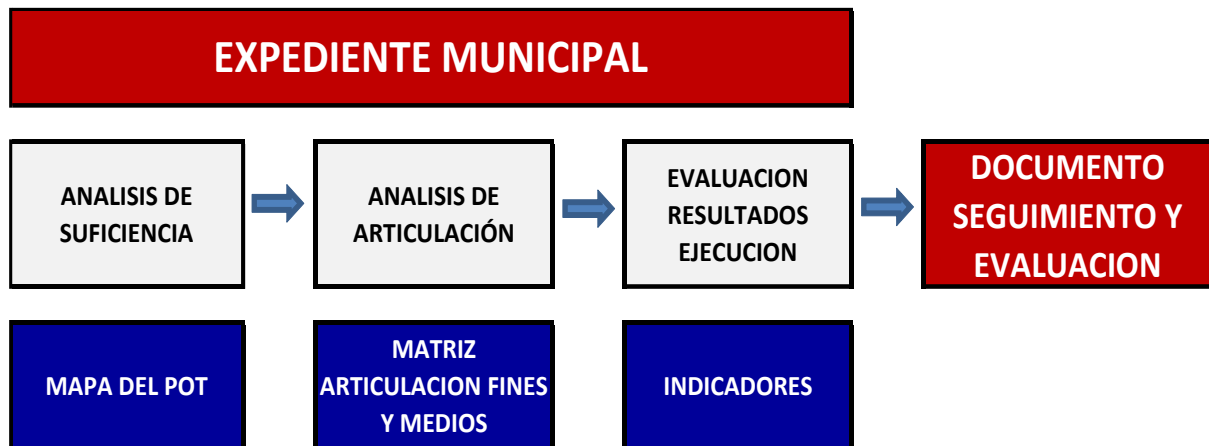 EXPEDIENTE MUNICIPAL
ANALISIS DE
SUFICIENCIA
ANALISIS DE
ARTICULACIÓN
EVALUACION
RESULTADOS
EJECUCION
DOCUMENTO
SEGUIMIENTO Y
EVALUACION
MAPA DEL POT
MATRIZ
ARTICULACION FINES
Y MEDIOS
INDICADORES